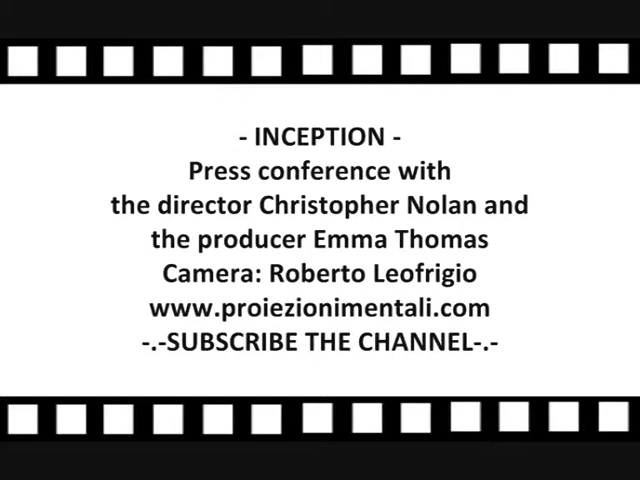 - INCEPTION -
Press conference with
the director Christopher Nolan and
the producer Emma Thomas
Camera: Roberto Leofrigio
www.proiezionimentali.com
-.-SUBSCRIBE THE CHANNEL-.-